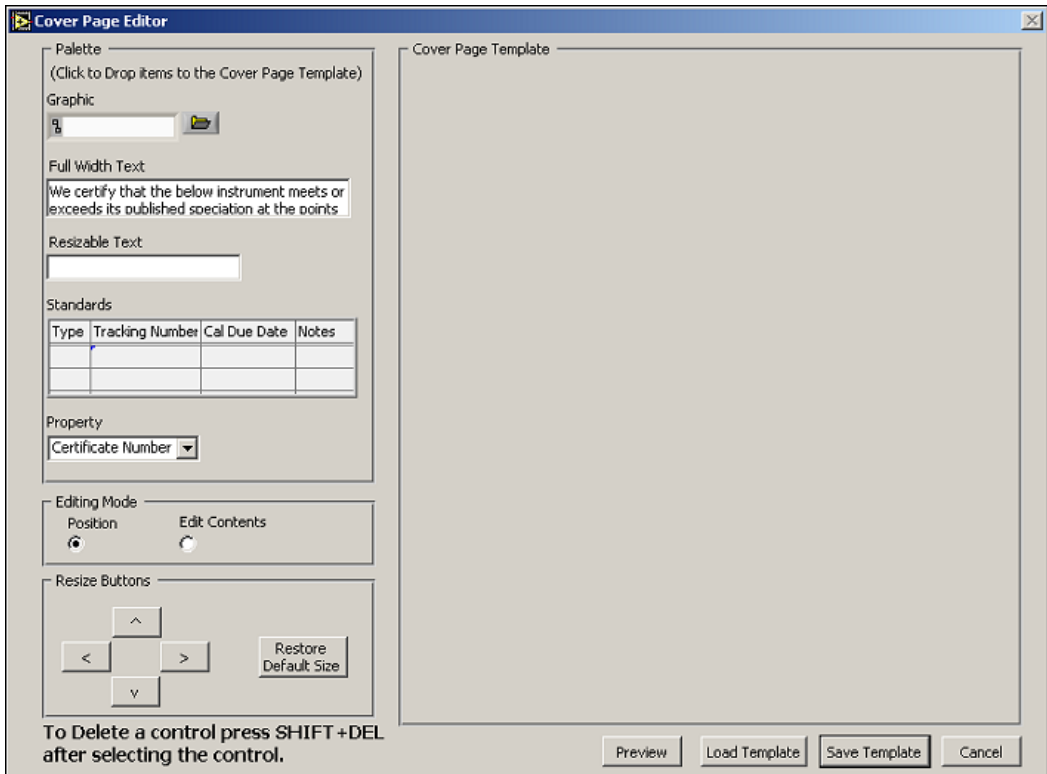 Cover Page Editor
Palette
(Click to Drop items to the Cover Page Template)
Graphic
Full Width Text
We certify that the below instrument meets or
exceeds its published speciation at the points
Resizable Text
Standards
Type Tracking Number Cal Due Date Notes
Property
Certificate Number
Editing Mode
Position Edit Contents
Resize Buttons
^
< >
v
Restore
Default Size
To Delete a control press SHIFT+DEL
after selecting the control.
Cover Page Template
Preview Load Template Save Template Cancel